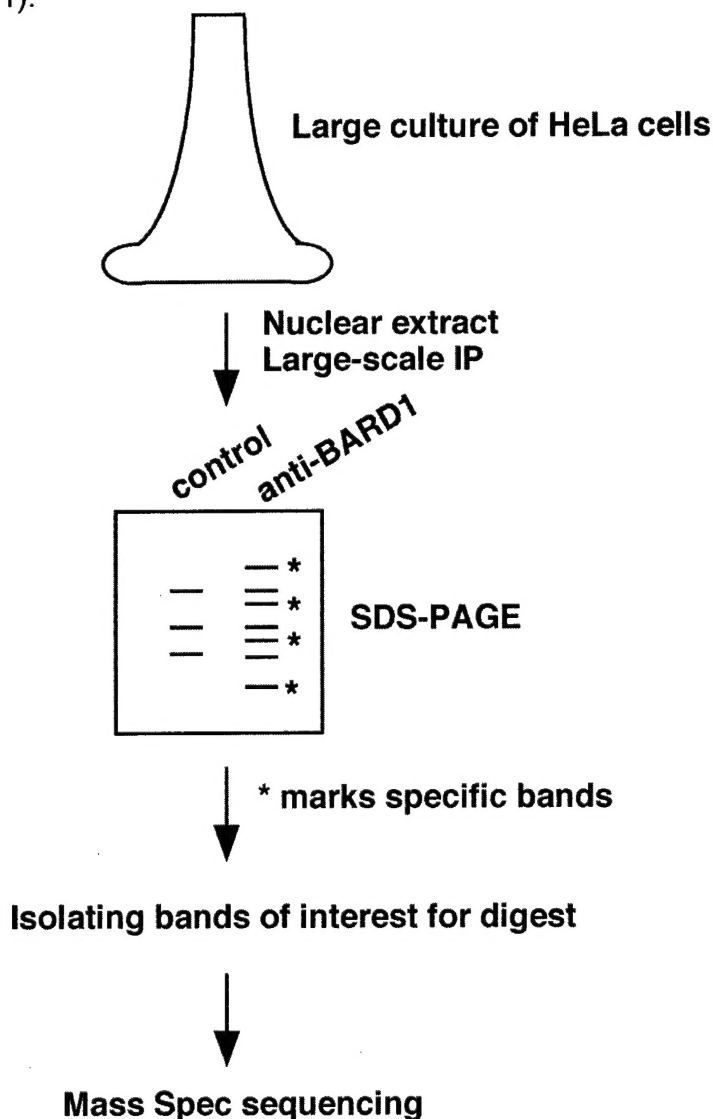 1).
Large culture of HeLa cells
Nuclear extract
Large-scale IP
control
anti-BARD1
*
*
*
*
SDS-PAGE
* marks specific bands
Isolating bands of interest for digest
Mass Spec sequencing